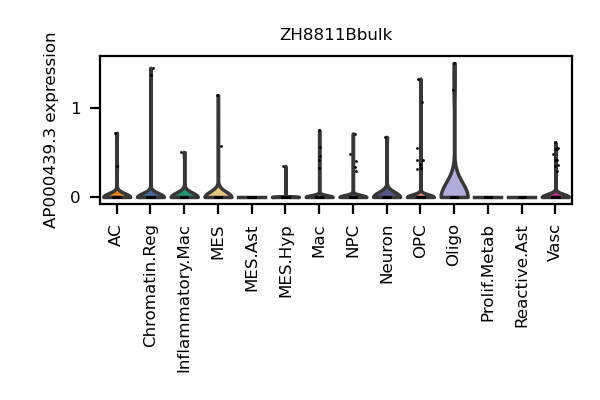 ZH8811Bbulk
AP000439.3 expression
1
0
AC
Chromatin.Reg
Inflammatory.Mac
MES
MES.Ast
MES.Hyp
Mac
NPC
Neuron
OPC
Oligo
Prolif.Metab
Reactive.Ast
Vasc